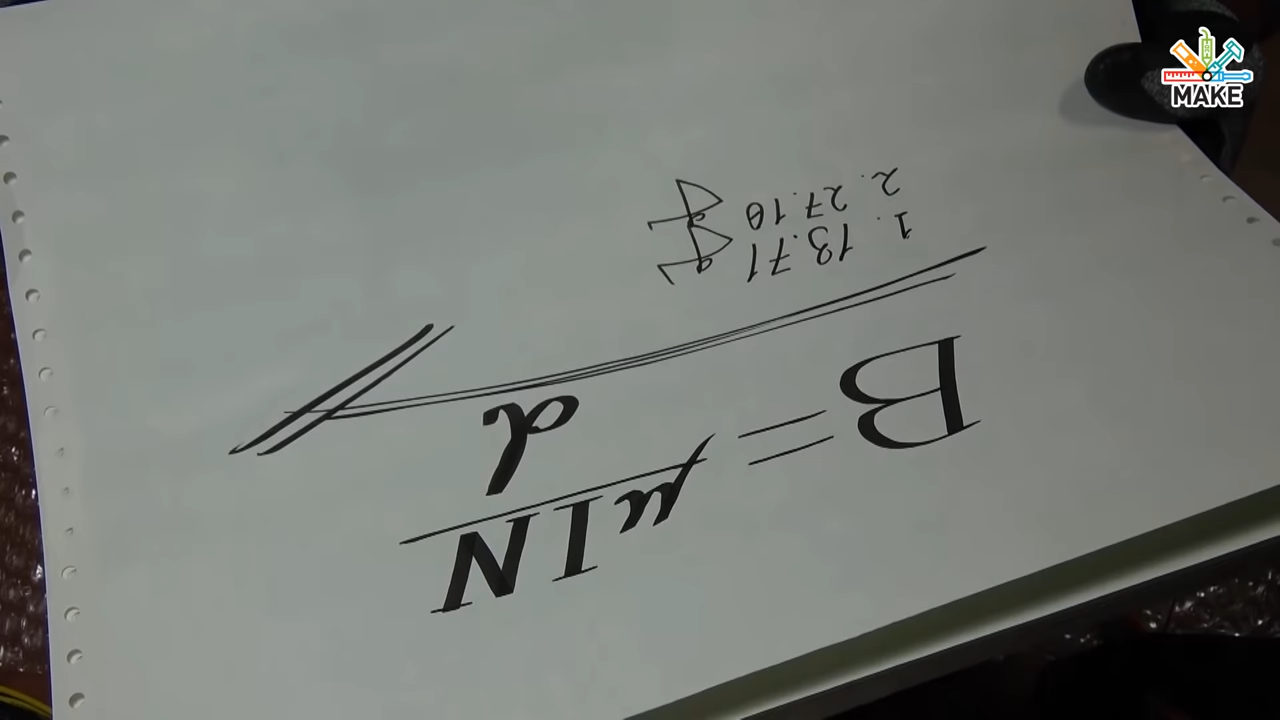 MAKE
B = μIN
d
1. 13.71 g
2. 27.10 g